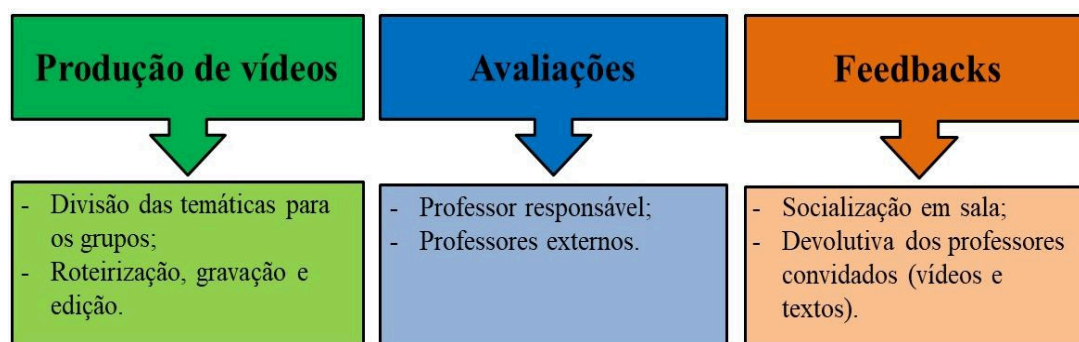 Produção de vídeos
- Divisão das temáticas para
os grupos;
- Roteirização, gravação e
edição.
Avaliações
- Professor responsável;
- Professores externos.
Feedbacks
- Socialização em sala;
- Devolutiva dos professores
convidados (vídeos e
textos).